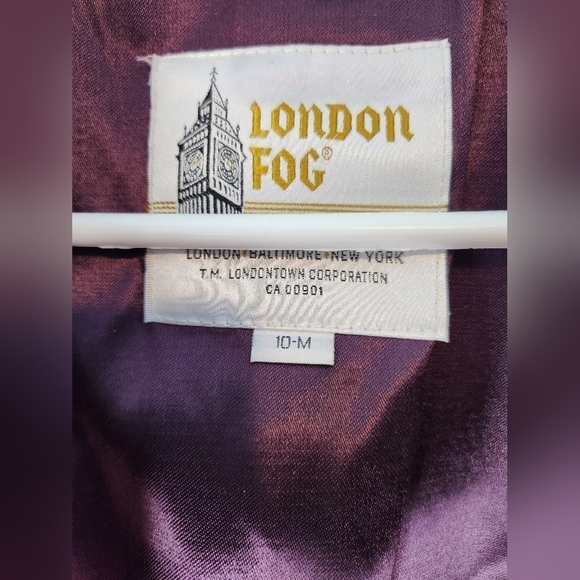 London
Fog®
LONDON BALTIMORE NEW YORK
T.M. LONDONTOWN CORPORATION
CA 00901
10-M